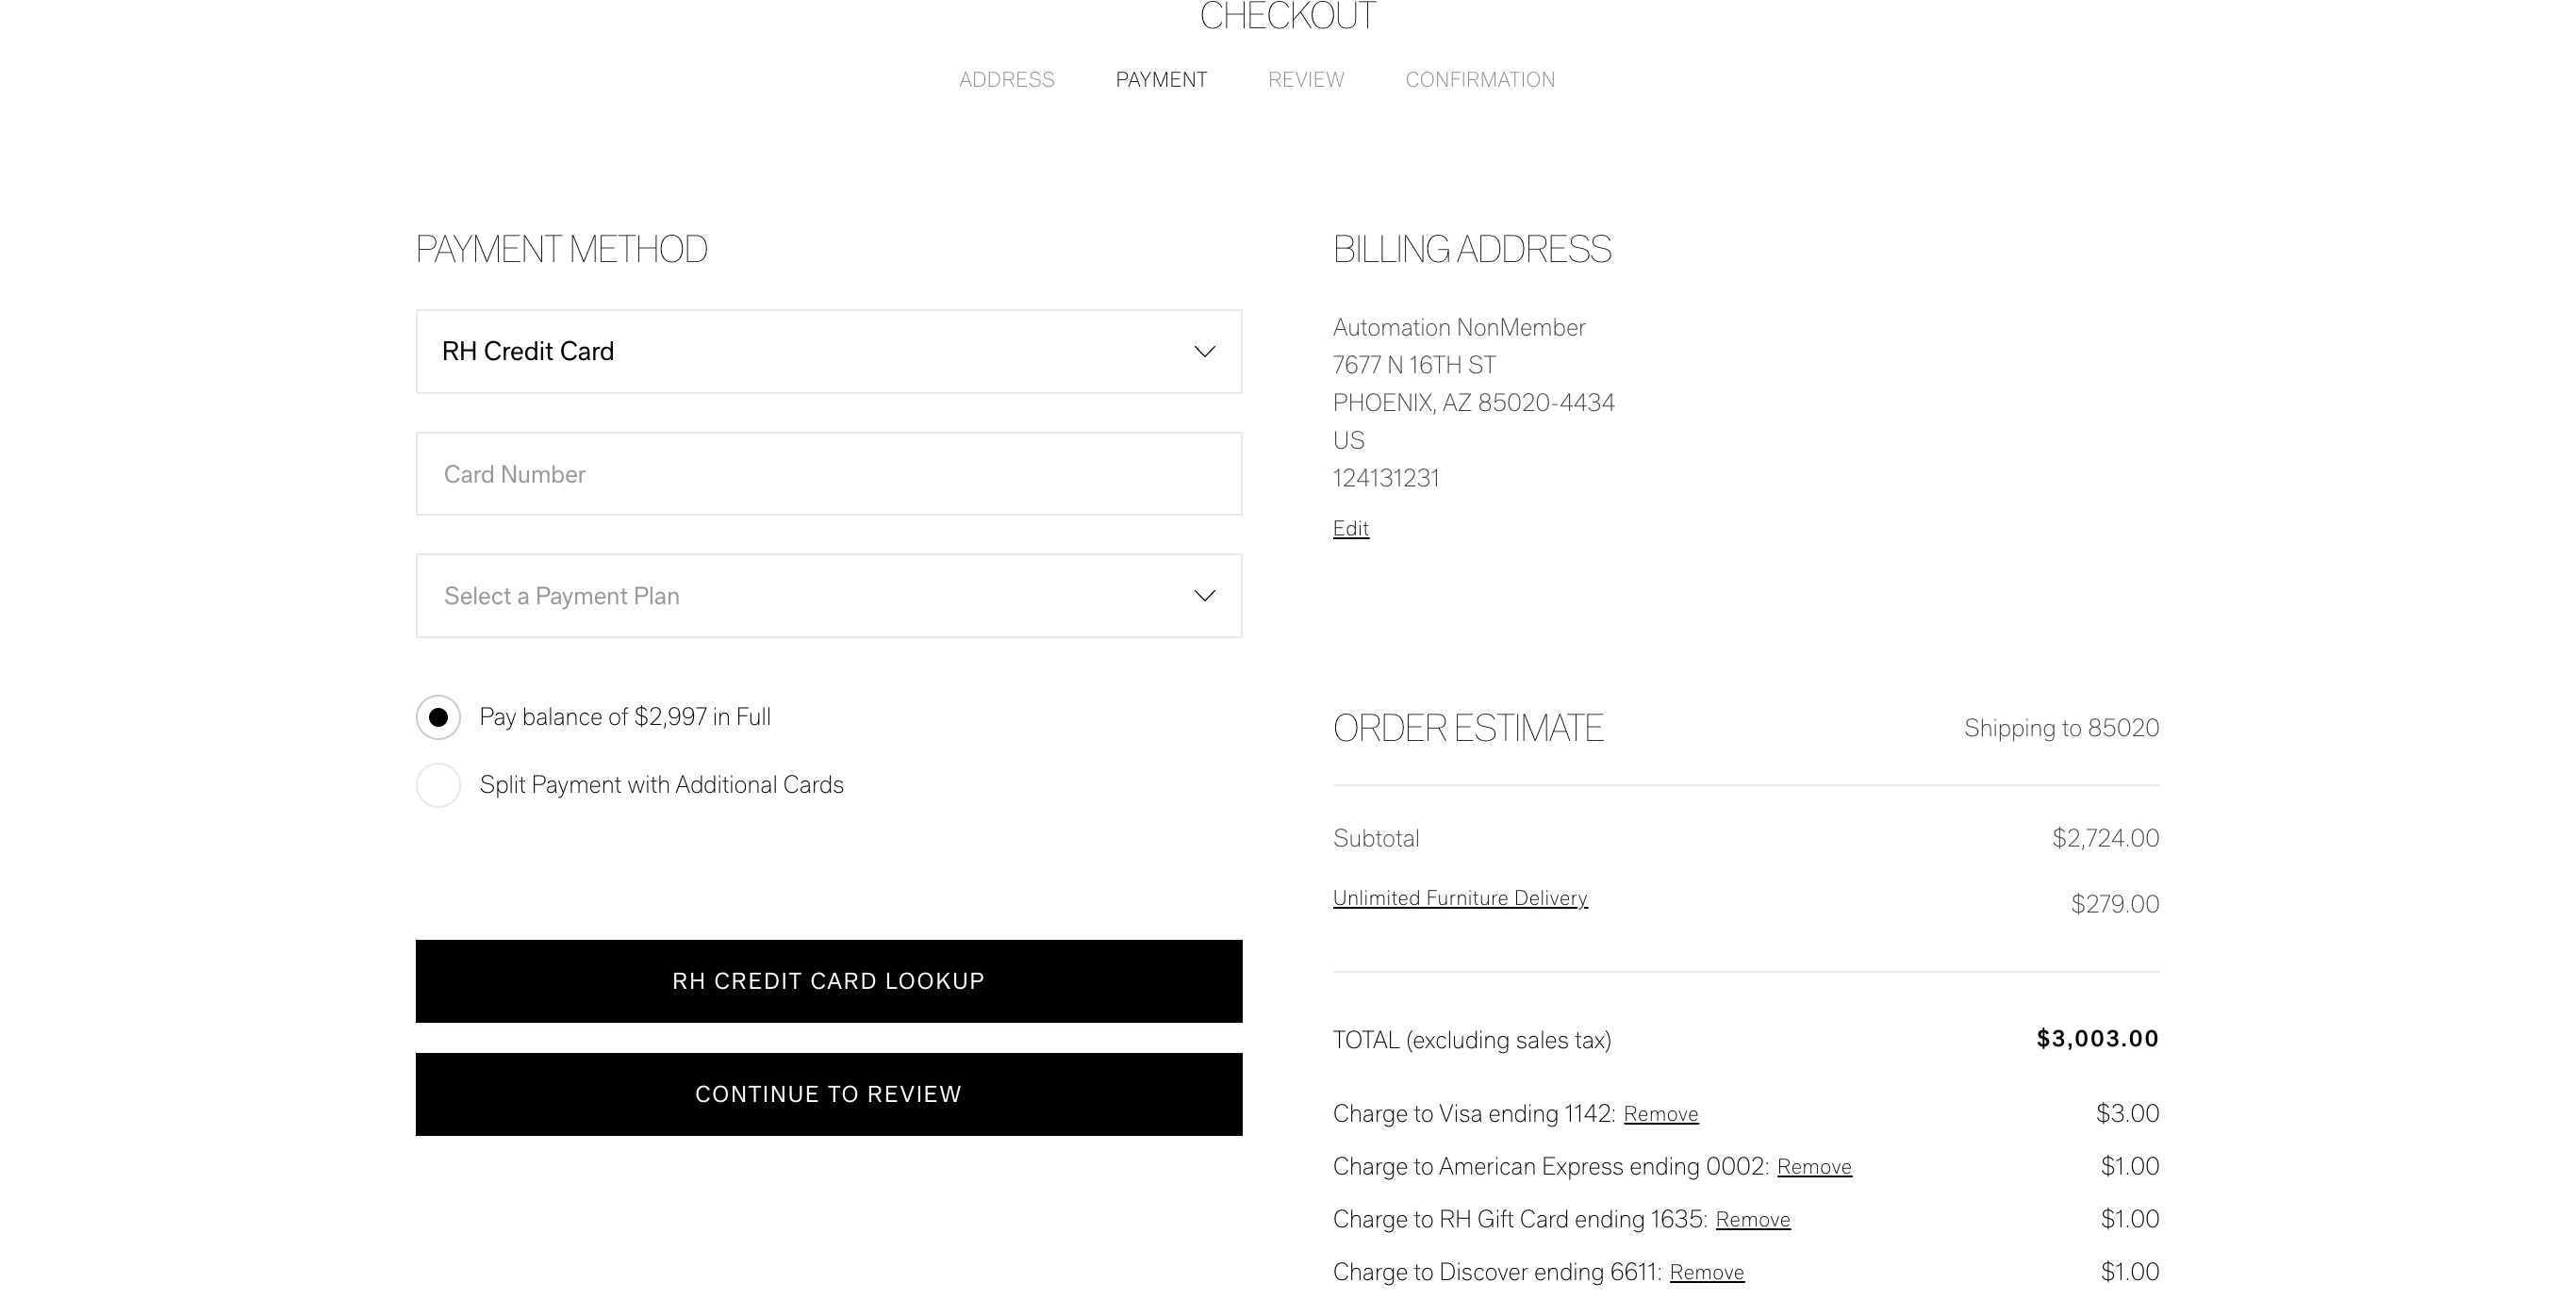 CHECKOUT
ADDRESS PAYMENT REVIEW CONFIRMATION
PAYMENT METHOD
RH Credit Card
Card Number
Select a Payment Plan
Pay balance of $2,997 in Full
Split Payment with Additional Cards
RH CREDIT CARD LOOKUP
CONTINUE TO REVIEW
BILLING ADDRESS
Automation NonMember
7677 N 16TH ST
PHOENIX, AZ 85020-4434
US
124131231
Edit
ORDER ESTIMATE Shipping to 85020
Subtotal $2,724.00
Unlimited Furniture Delivery $279.00
TOTAL (excluding sales tax) $3,003.00
Charge to Visa ending 1142: Remove $3.00
Charge to American Express ending 0002: Remove $1.00
Charge to RH Gift Card ending 1635: Remove $1.00
Charge to Discover ending 6611: Remove $1.00